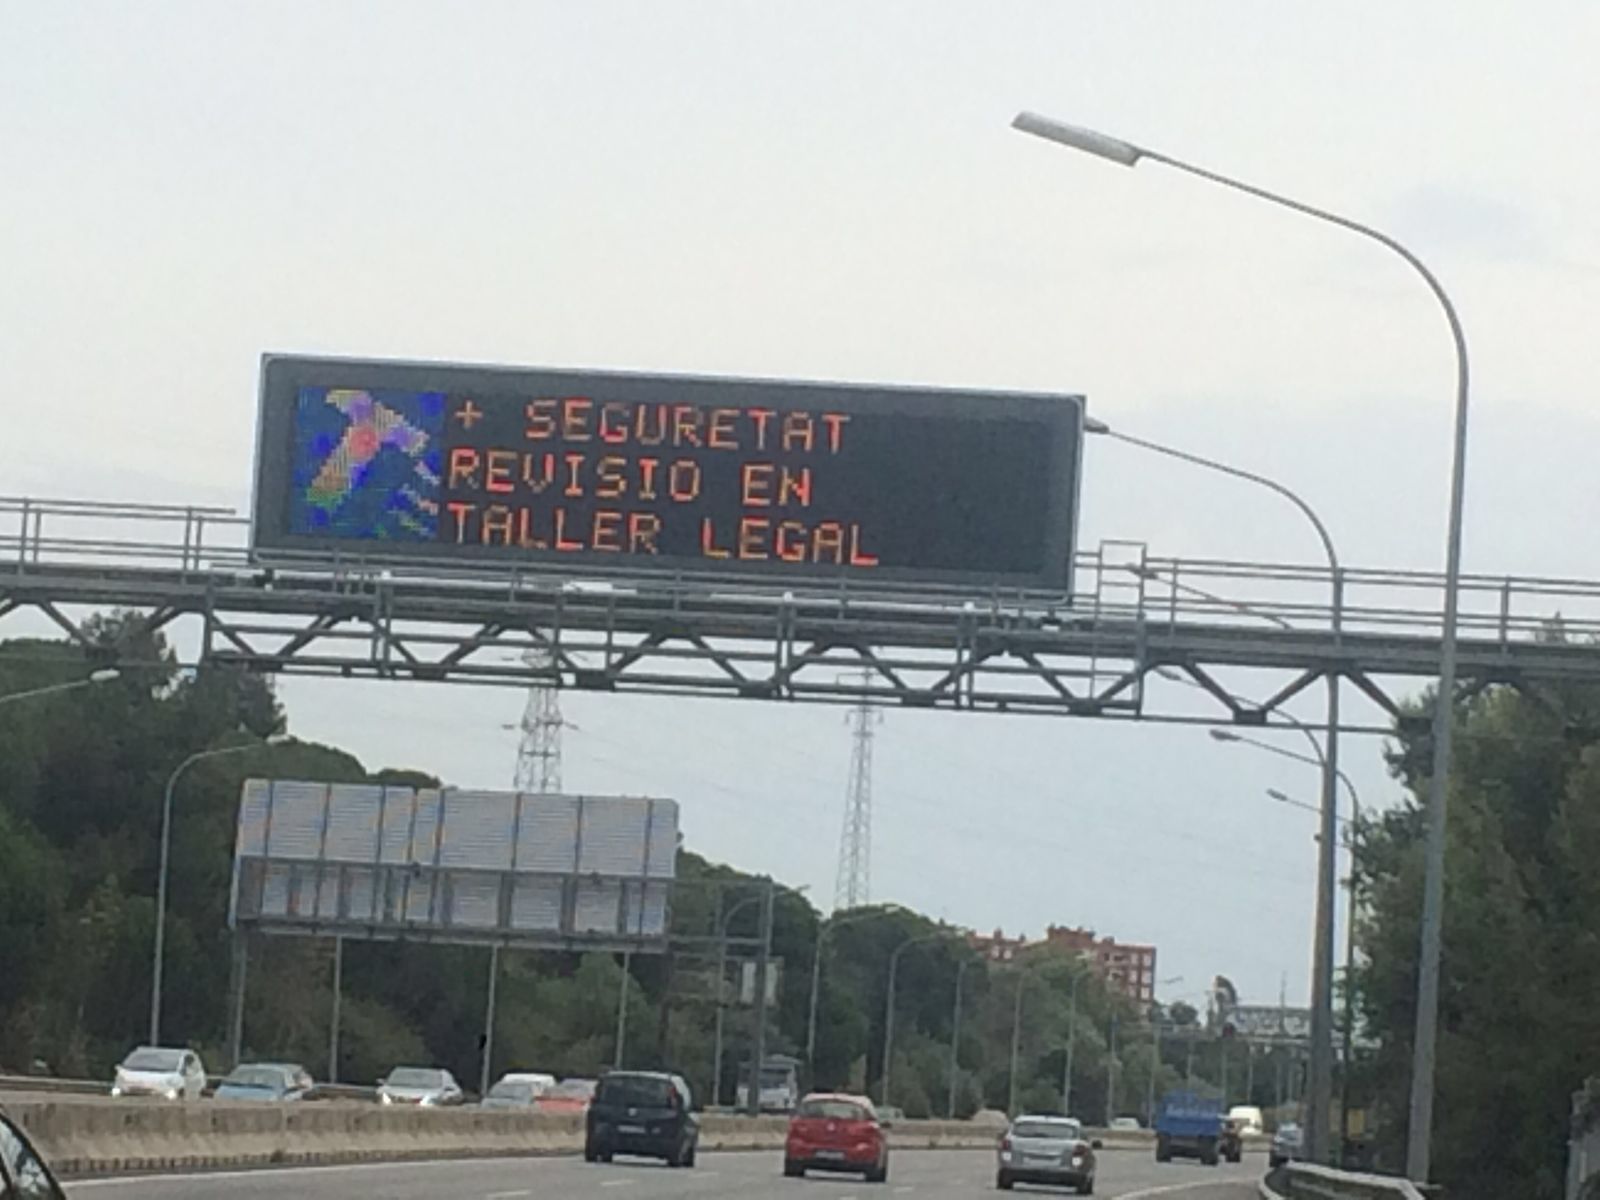 + SEGURETAT
REVISIO EN
TALLER LEGAL